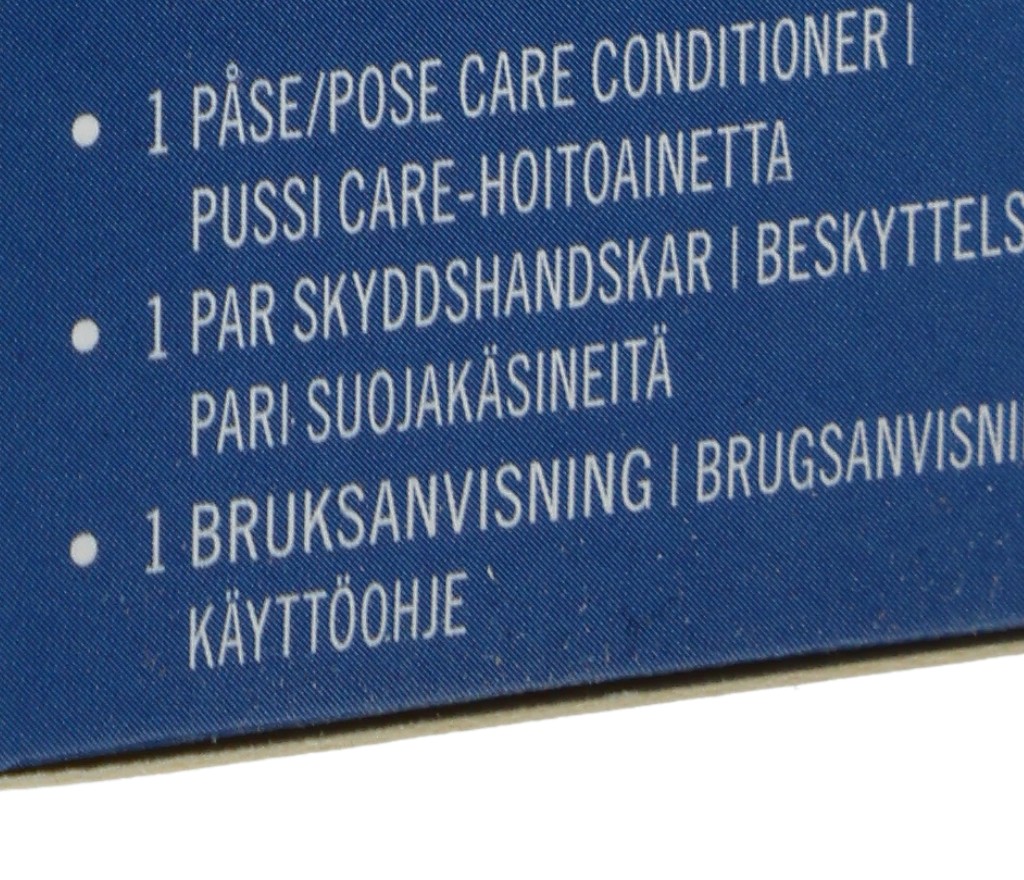 • 1 PÅSE/POSE CARE CONDITIONER |
PUSSI CARE-HOITOAINETTA
• 1 PAR SKYDDSHANDSKAR | BESKYTTELS
PARI SUOJAKÄSINEITÄ
• 1 BRUKSANVISNING | BRUGSANVISNI
KÄYTTÖOHJE